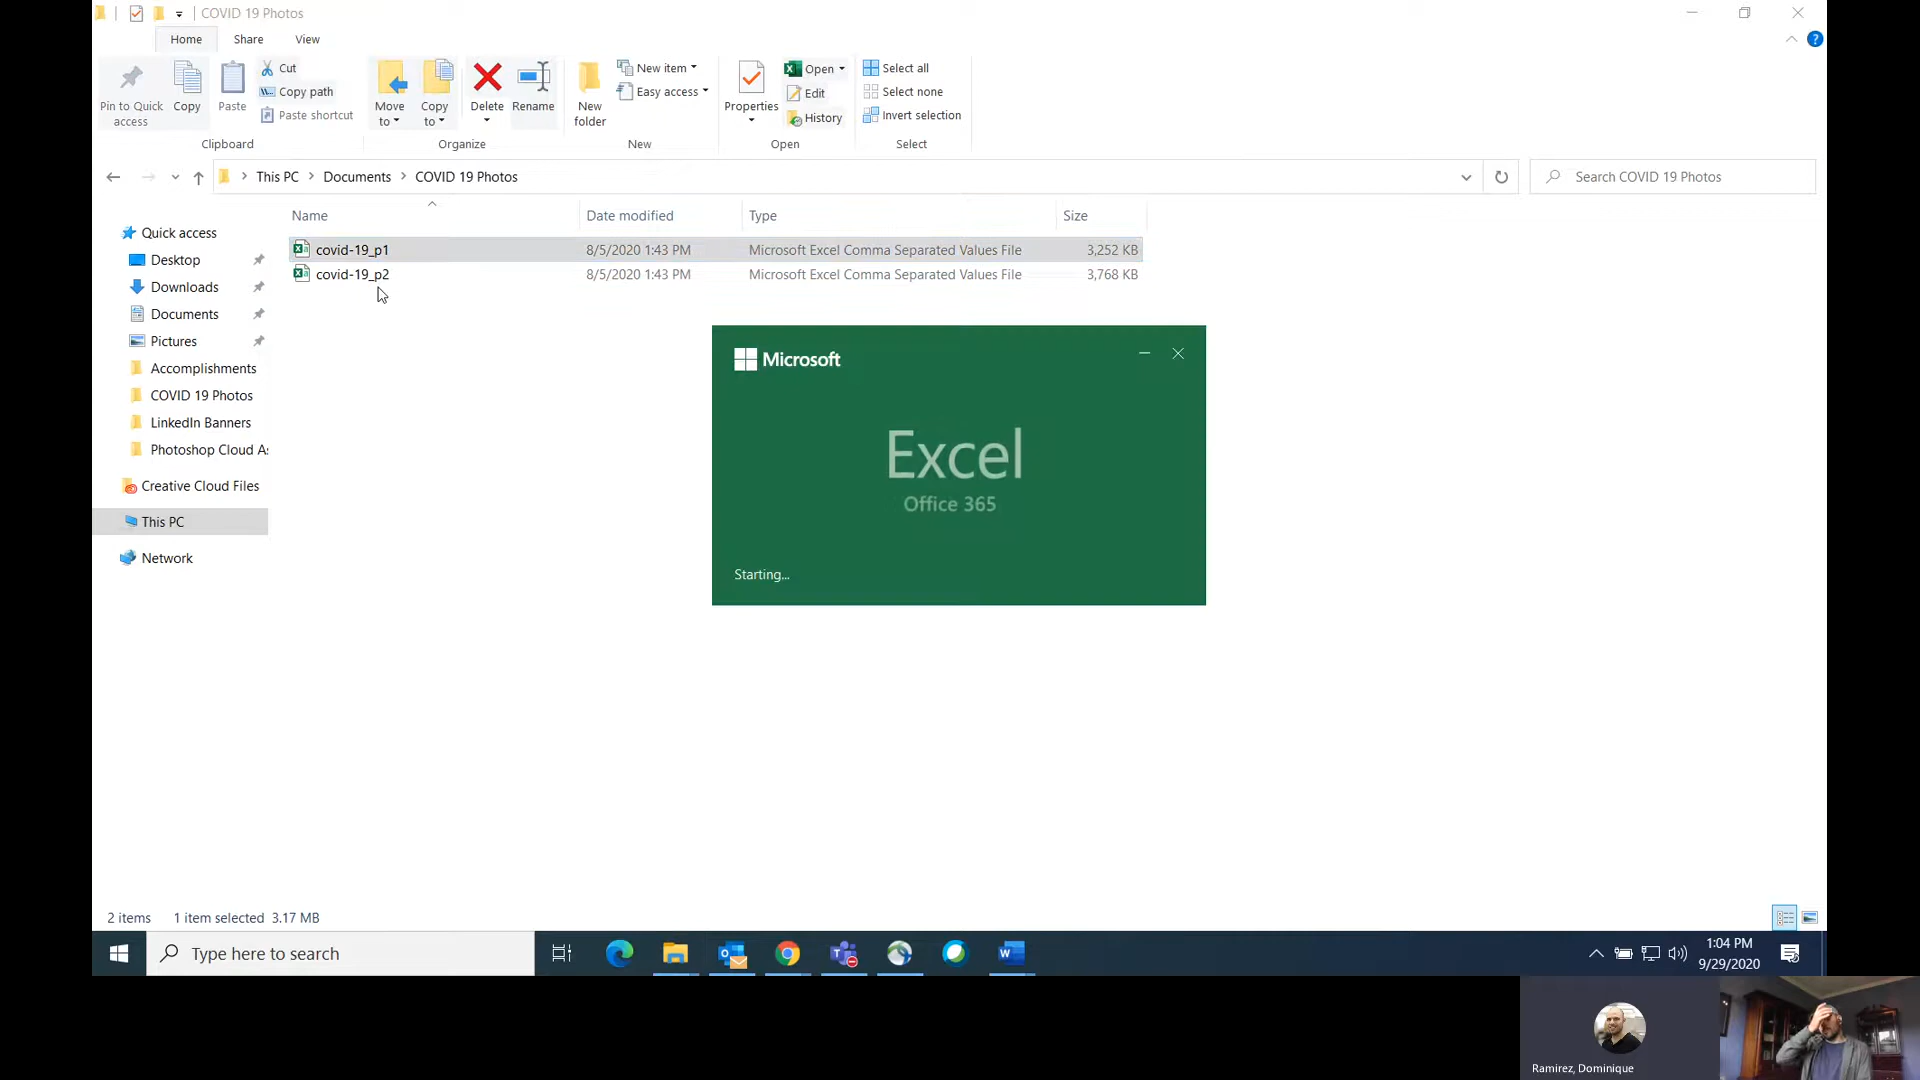 COVID 19 Photos
Home
Share
View
Pin to Quick access
Copy
Paste
Cut
Copy path
Paste shortcut
Clipboard
Move to
Copy to
Delete
Rename
Organize
New folder
New item
Easy access
New
Properties
Open
Edit
History
Open
Select all
Select none
Invert selection
Select
This PC > Documents > COVID 19 Photos
Search COVID 19 Photos
Name
Date modified
Type
Size
covid-19_p1
8/5/2020 1:43 PM
Microsoft Excel Comma Separated Values File
3,252 KB
covid-19_p2
8/5/2020 1:43 PM
Microsoft Excel Comma Separated Values File
3,768 KB
Quick access
Desktop
Downloads
Documents
Pictures
Accomplishments
COVID 19 Photos
LinkedIn Banners
Photoshop Cloud As
Creative Cloud Files
This PC
Network
Microsoft
Excel
Office 365
Starting...
2 items
1 item selected 3.17 MB
Type here to search
1:04 PM
9/29/2020
Ramirez, Dominique